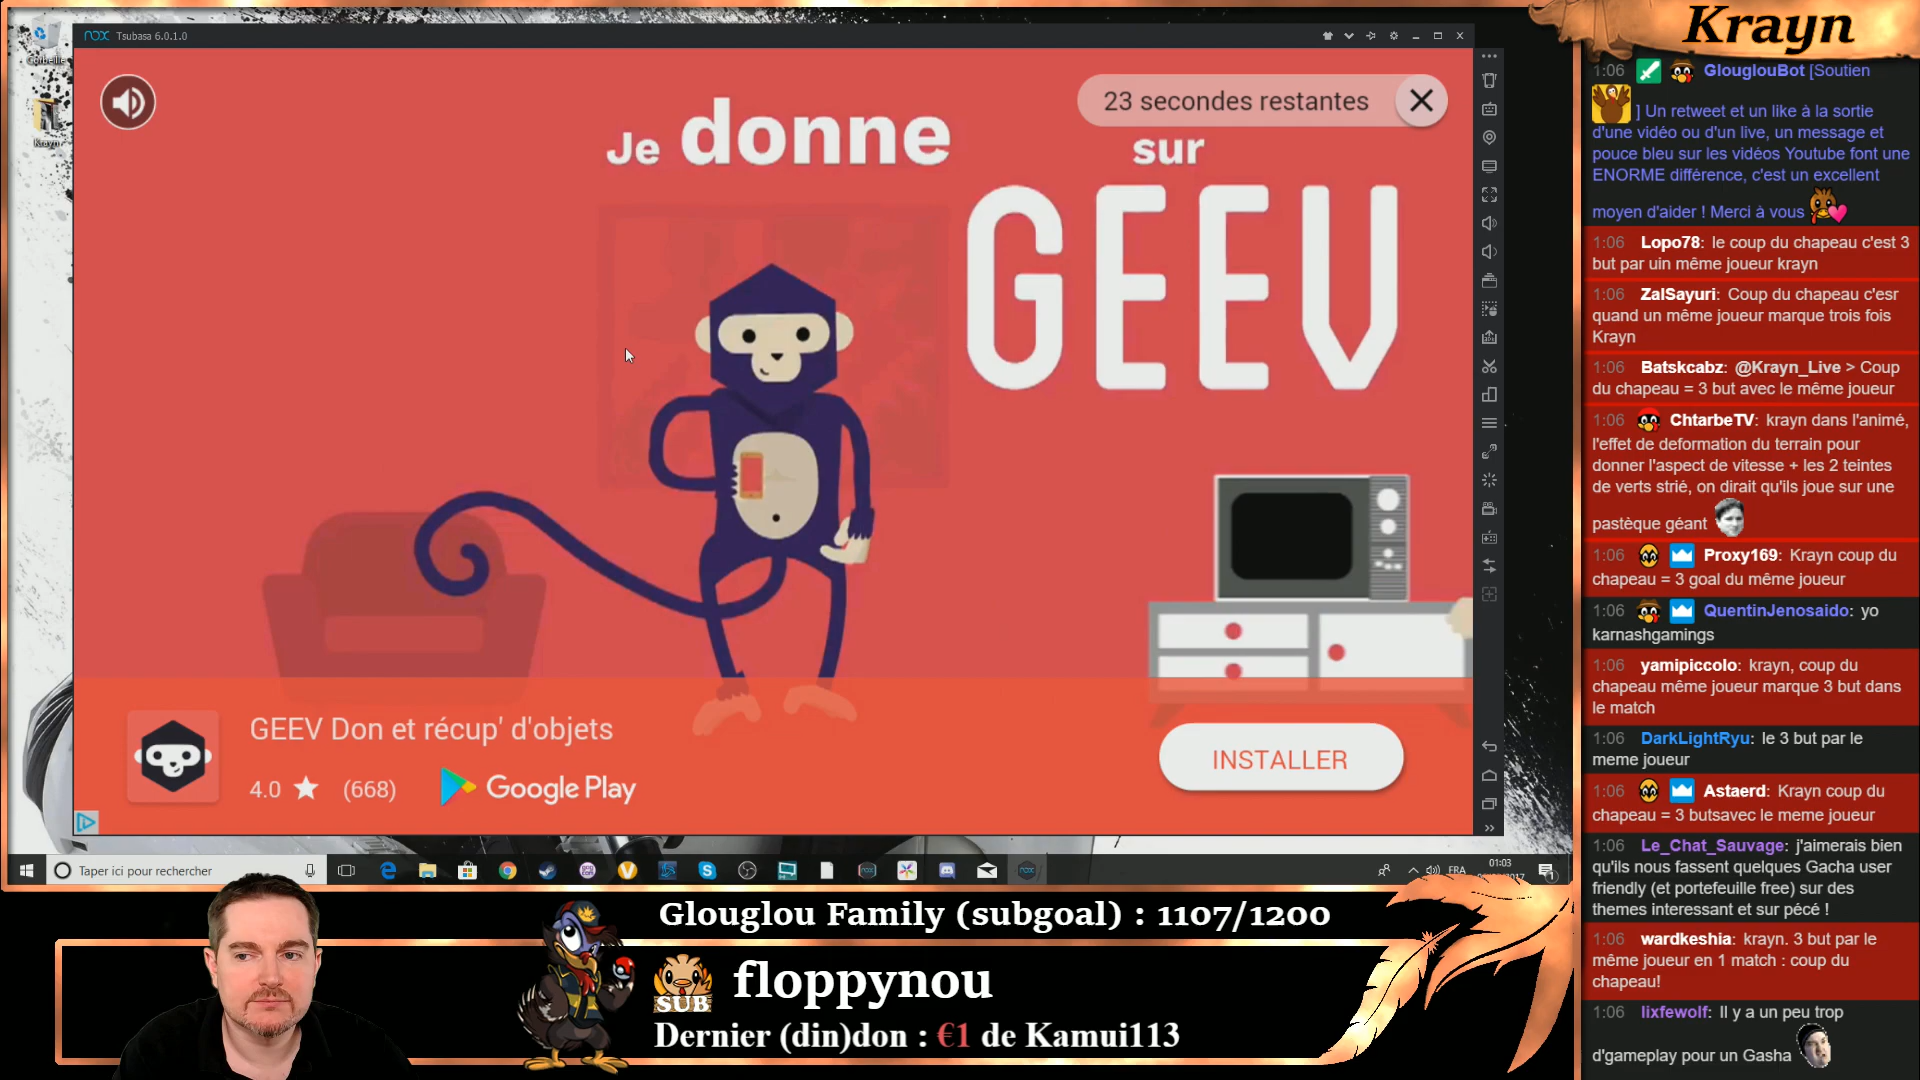 nox Tsubasa 6.0.1.0
Corbeille
Krayn
23 secondes restantes
Je donne sur
GEEV
GEEV Don et récup' d'objets
4.0 ★ (668) Google Play
INSTALLER
Taper ici pour rechercher
FRA
01:03
Krayn
1:06 GlouglouBot [Soutien
] Un retweet et un like à la sortie
d'une vidéo ou d'un live, un message et
pouce bleu sur les vidéos Youtube font une
ENORME différence, c'est un excellent
moyen d'aider ! Merci à vous
1:06 Lopo78: le coup du chapeau c'est 3
but par uin même joueur krayn
1:06 ZalSayuri: Coup du chapeau c'esr
quand un même joueur marque trois fois
Krayn
1:06 Batskcabz: @Krayn_Live > Coup
du chapeau = 3 but avec le même joueur
1:06 ChtarbeTV: krayn dans l'animé,
l'effet de deformation du terrain pour
donner l'aspect de vitesse + les 2 teintes
de verts strié, on dirait qu'ils joue sur une
pastèque géant
1:06 Proxy169: Krayn coup du
chapeau = 3 goal du même joueur
1:06 QuentinJenosaido: yo
karnashgamings
1:06 yamipiccolo: krayn, coup du
chapeau même joueur marque 3 but dans
le match
1:06 DarkLightRyu: le 3 but par le
meme joueur
1:06 Astaerd: Krayn coup du
chapeau = 3 butsavec le meme joueur
1:06 Le_Chat_Sauvage: j'aimerais bien
qu'ils nous fassent quelques Gacha user
friendly (et portefeuille free) sur des
themes interessant et sur pécé !
1:06 wardkeshia: krayn. 3 but par le
même joueur en 1 match : coup du
chapeau!
1:06 lixfewolf: Il y a un peu trop
d'gameplay pour un Gasha
Glouglou Family (subgoal) : 1107/1200
SUB floppynou
Dernier (din)don : €1 de Kamui113